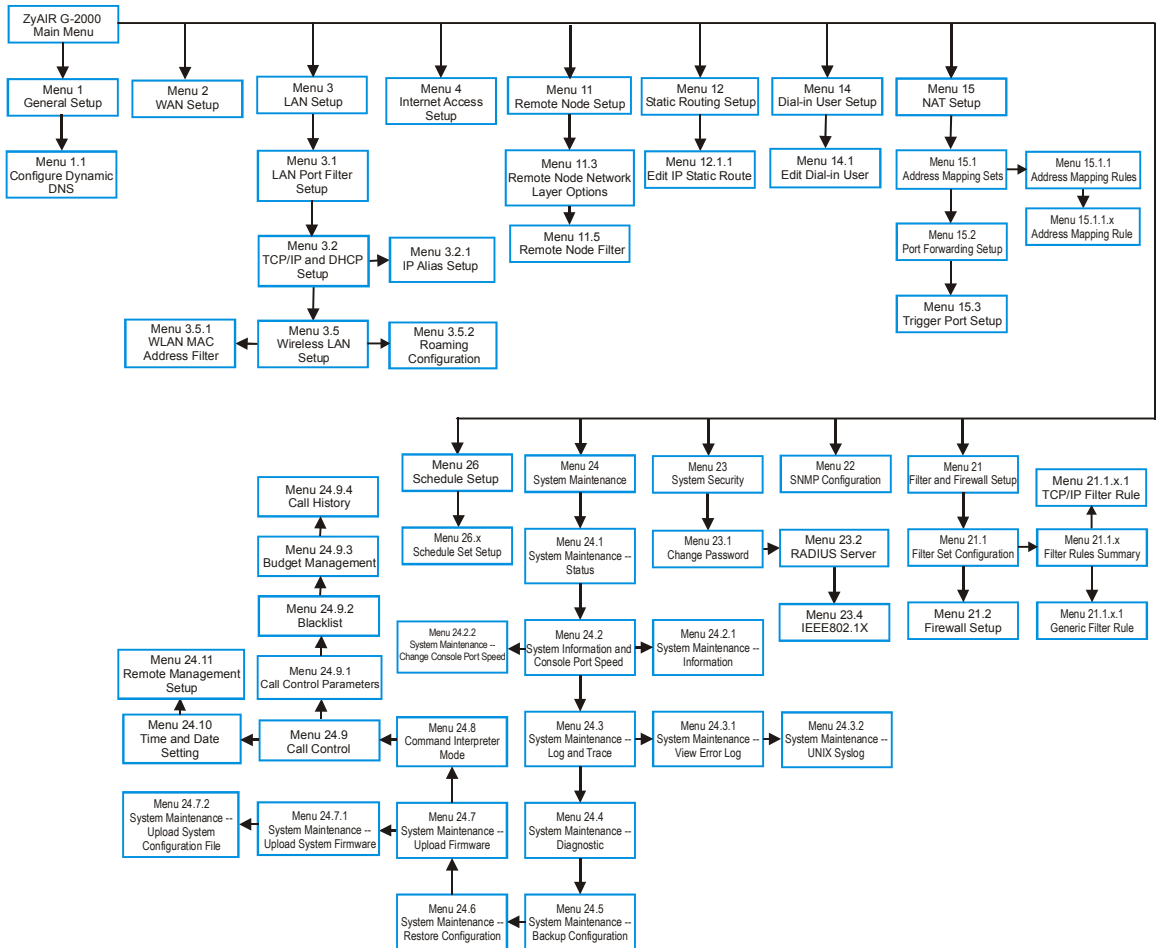 ZyAIR G-2000
Main Menu
Menu 1
General Setup
Menu 2
WAN Setup
Menu 3
LAN Setup
Menu 4
Internet Access
Setup
Menu 11
Remote Node Setup
Menu 12
Static Routing Setup
Menu 14
Dial-in User Setup
Menu 15
NAT Setup
Menu 1.1
Configure Dynamic
DNS
Menu 3.1
LAN Port Filter
Setup
Menu 11.3
Remote Node Network
Layer Options
Menu 12.1.1
Edit IP Static Route
Menu 14.1
Edit Dial-in User
Menu 15.1
Address Mapping Sets
Menu 15.1.1
Address Mapping Rules
Menu 3.2
TCP/IP and DHCP
Setup
Menu 3.2.1
IP Alias Setup
Menu 11.5
Remote Node Filter
Menu 15.2
Port Forwarding Setup
Menu 15.1.1.x
Address Mapping Rule
Menu 3.5.1
WLAN MAC
Address Filter
Menu 3.5
Wireless LAN
Setup
Menu 3.5.2
Roaming
Configuration
Menu 15.3
Trigger Port Setup
Menu 26
Schedule Setup
Menu 24
System Maintenance
Menu 23
System Security
Menu 22
SNMP Configuration
Menu 21
Filter and Firewall Setup
Menu 21.1.x.1
TCP/IP Filter Rule
Menu 24.9.4
Call History
Menu 26.x
Schedule Set Setup
Menu 24.1
System Maintenance --
Status
Menu 23.1
Change Password
Menu 23.2
RADIUS Server
Menu 21.1
Filter Set Configuration
Menu 21.1.x
Filter Rules Summary
Menu 24.9.3
Budget Management
Menu 24.9.2
Blacklist
Menu 23.4
IEEE802.1X
Menu 21.2
Firewall Setup
Menu 21.1.x.1
Generic Filter Rule
Menu 24.2.2
System Maintenance --
Change Console Port Speed
Menu 24.2
System Information and
Console Port Speed
Menu 24.2.1
System Maintenance --
Information
Menu 24.11
Remote Management
Setup
Menu 24.9.1
Call Control Parameters
Menu 24.10
Time and Date
Setting
Menu 24.9
Call Control
Menu 24.8
Command Interpreter
Mode
Menu 24.3
System Maintenance --
Log and Trace
Menu 24.3.1
System Maintenance --
View Error Log
Menu 24.3.2
System Maintenance --
UNIX Syslog
Menu 24.7.2
System Maintenance --
Upload System
Configuration File
Menu 24.7.1
System Maintenance --
Upload System Firmware
Menu 24.7
System Maintenance --
Upload Firmware
Menu 24.4
System Maintenance --
Diagnostic
Menu 24.6
System Maintenance --
Restore Configuration
Menu 24.5
System Maintenance --
Backup Configuration